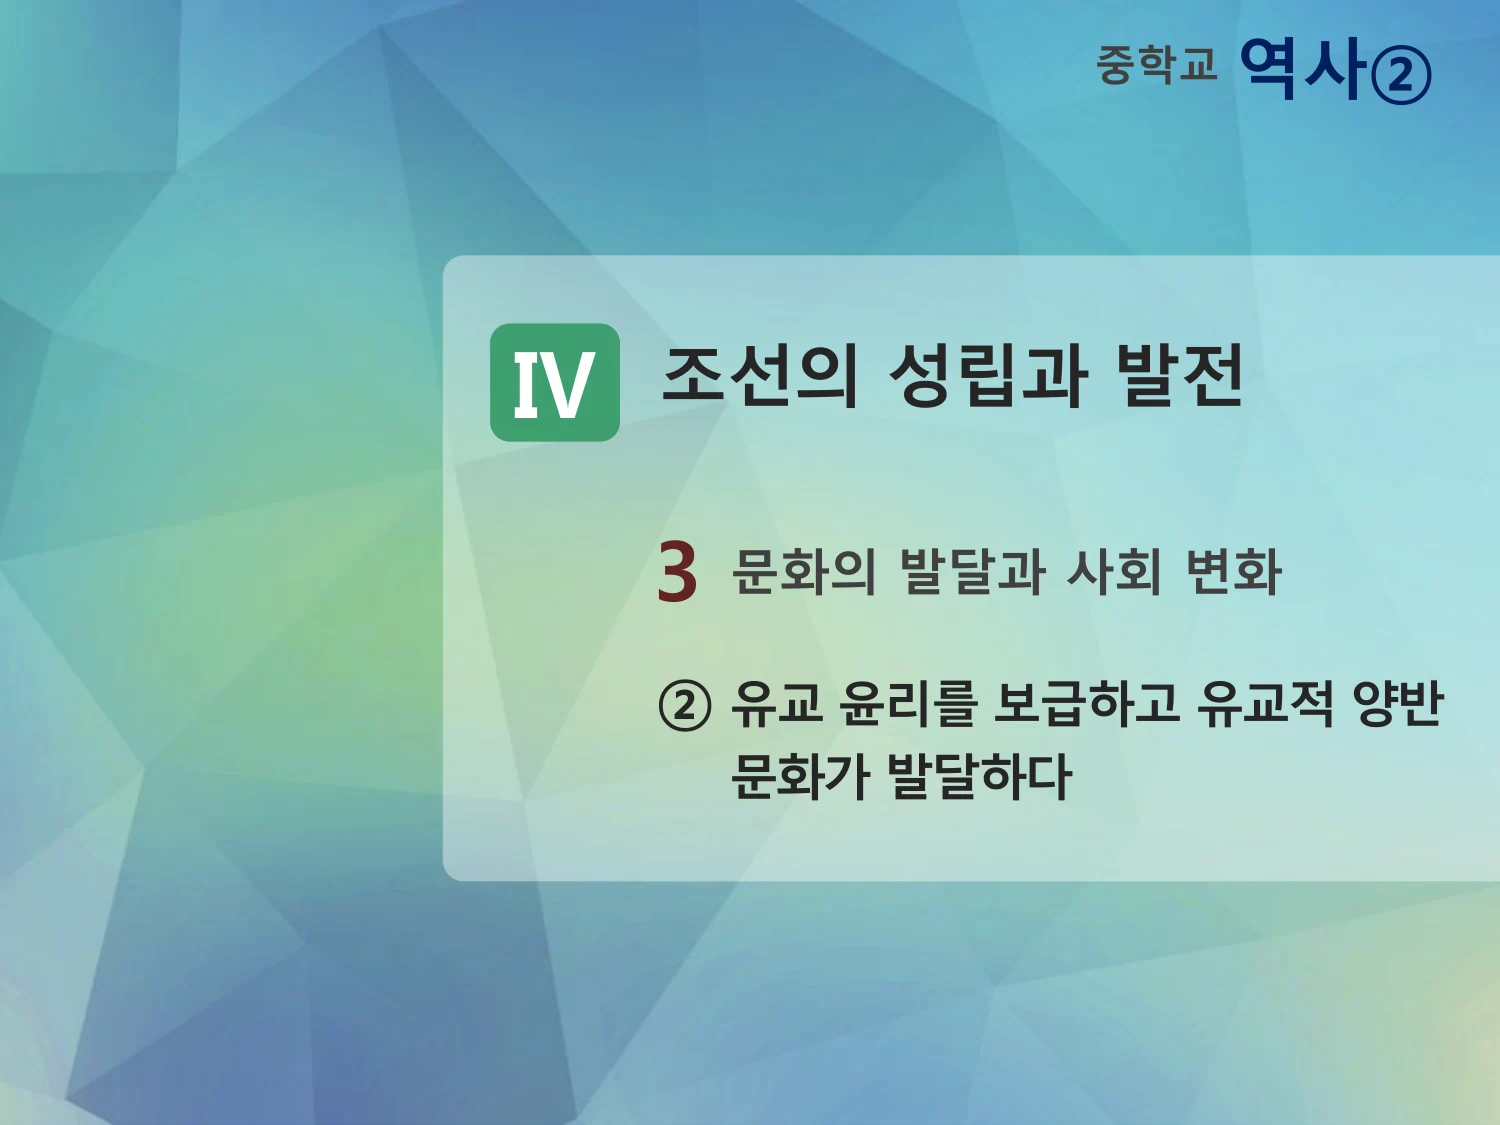 중학교 역사②
Ⅳ 조선의 성립과 발전
3 문화의 발달과 사회 변화
② 유교 윤리를 보급하고 유교적 양반
문화가 발달하다